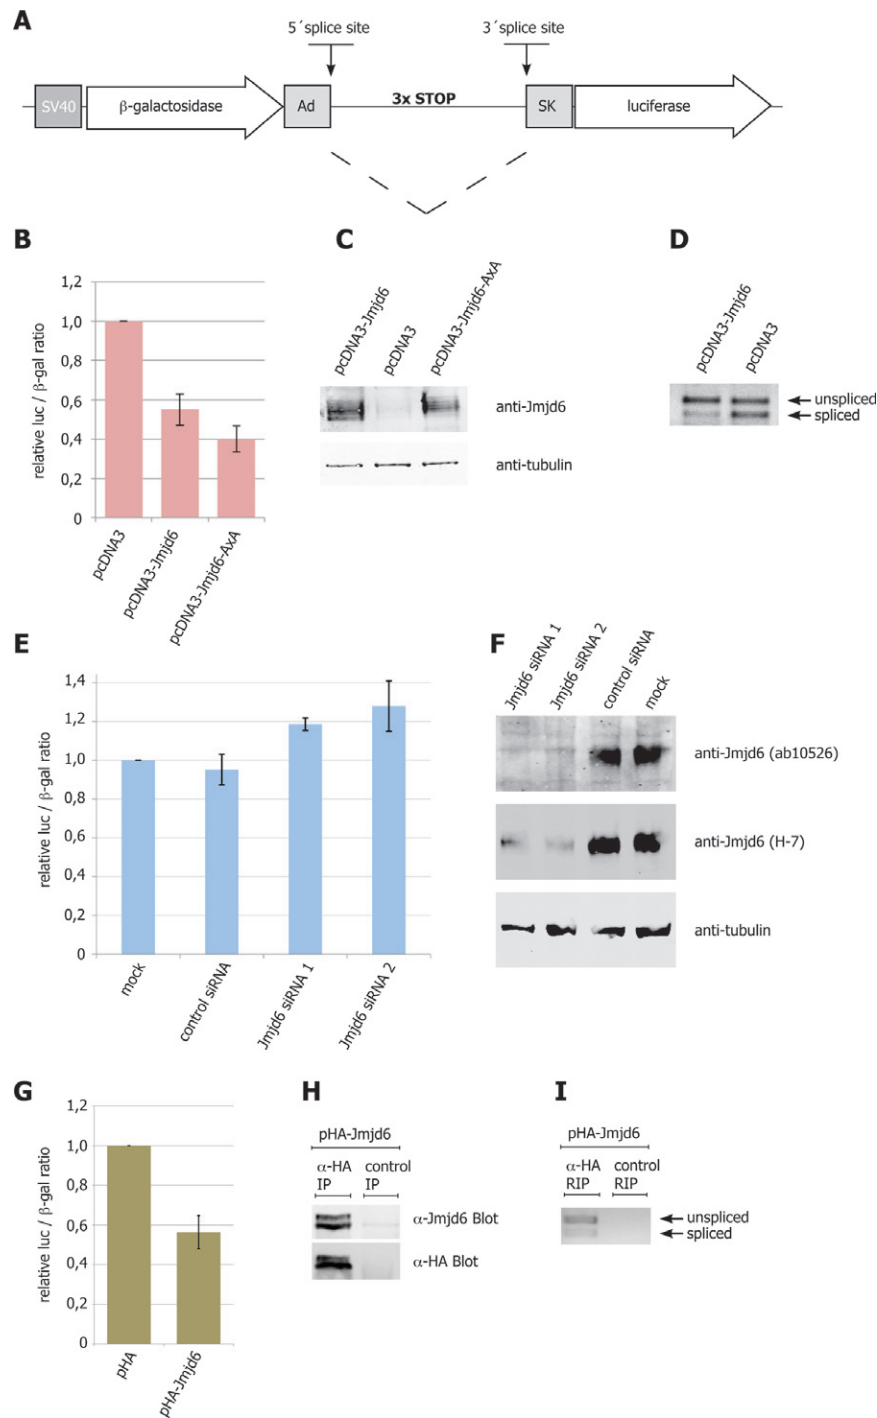 A
5´splice site
3´splice site
SV40
β-galactosidase
Ad
3x STOP
SK
luciferase
B
relative luc / β-gal ratio
1,2
1,0
0,8
0,6
0,4
0,2
0
pcDNA3
pcDNA3-Jmjd6
pcDNA3-Jmjd6-AxA
C
pcDNA3-Jmjd6
pcDNA3
pcDNA3-Jmjd6-AxA
anti-Jmjd6
anti-tubulin
D
pcDNA3-Jmjd6
pcDNA3
unspliced
spliced
E
relative luc / β-gal ratio
1,4
1,2
1,0
0,8
0,6
0,4
0,2
0
mock
control siRNA
Jmjd6 siRNA 1
Jmjd6 siRNA 2
F
Jmjd6 siRNA 1
Jmjd6 siRNA 2
control siRNA
mock
anti-Jmjd6 (ab10526)
anti-Jmjd6 (H-7)
anti-tubulin
G
relative luc / β-gal ratio
1,2
1,0
0,8
0,6
0,4
0,2
0
pHA
pHA-Jmjd6
H
pHA-Jmjd6
α-HA control
IP IP
α-Jmjd6 Blot
α-HA Blot
I
pHA-Jmjd6
α-HA control
RIP RIP
unspliced
spliced